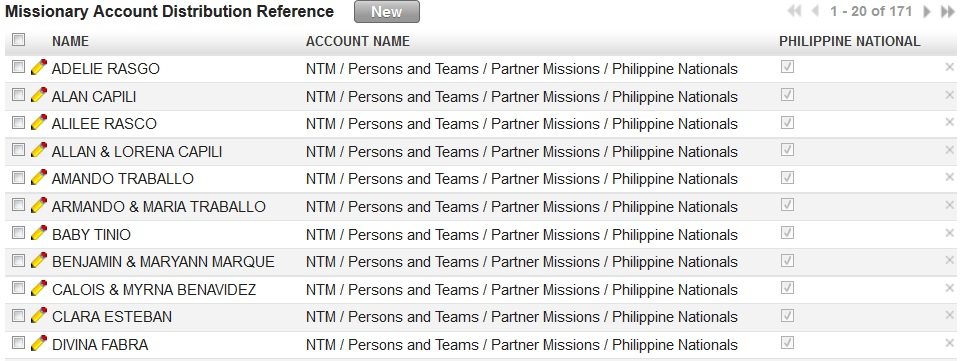 Missionary Account Distribution Reference New 1 - 20 of 171
NAME ACCOUNT NAME PHILIPPINE NATIONAL
ADELIE RASGO NTM / Persons and Teams / Partner Missions / Philippine Nationals
ALAN CAPILI NTM / Persons and Teams / Partner Missions / Philippine Nationals
ALILEE RASCO NTM / Persons and Teams / Partner Missions / Philippine Nationals
ALLAN & LORENA CAPILI NTM / Persons and Teams / Partner Missions / Philippine Nationals
AMANDO TRABALLO NTM / Persons and Teams / Partner Missions / Philippine Nationals
ARMANDO & MARIA TRABALLO NTM / Persons and Teams / Partner Missions / Philippine Nationals
BABY TINIO NTM / Persons and Teams / Partner Missions / Philippine Nationals
BENJAMIN & MARYANN MARQUE NTM / Persons and Teams / Partner Missions / Philippine Nationals
CALOIS & MYRNA BENAVIDEZ NTM / Persons and Teams / Partner Missions / Philippine Nationals
CLARA ESTEBAN NTM / Persons and Teams / Partner Missions / Philippine Nationals
DIVINA FABRA NTM / Persons and Teams / Partner Missions / Philippine Nationals